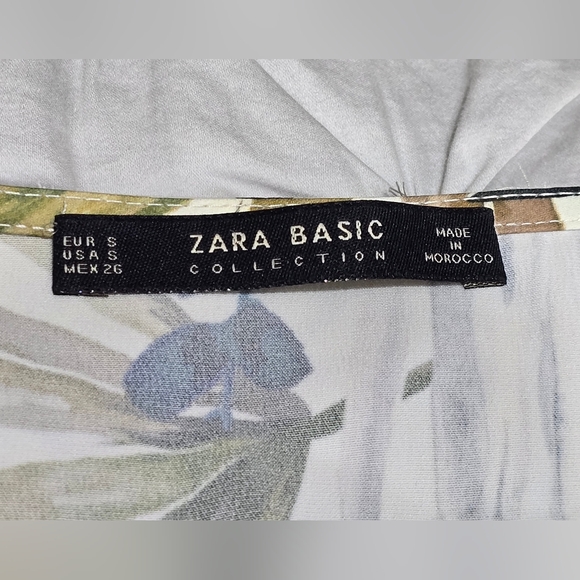 EUR S
USA S
MEX 26
ZARA BASIC
COLLECTION
MADE
IN
MOROCCO